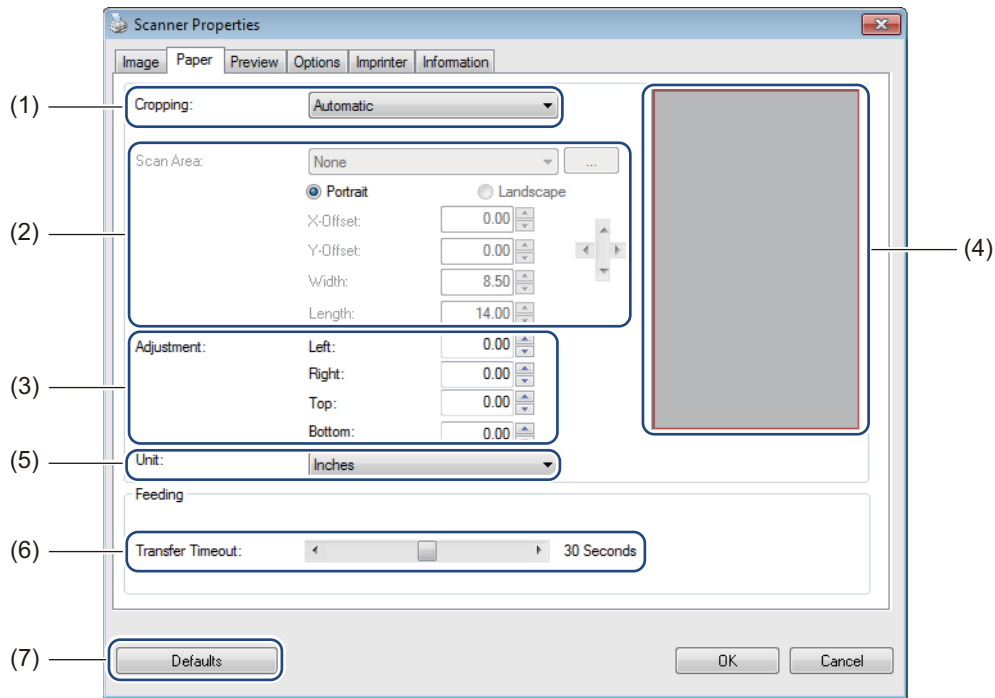 Scanner Properties
Image Paper Preview Options Imprinter Information
(1) Cropping: Automatic
Scan Area: None ...
Portrait Landscape
(2) X-Offset: 0.00
Y-Offset: 0.00
Width: 8.50
Length: 14.00
(4)
(3) Adjustment: Left: 0.00
Right: 0.00
Top: 0.00
Bottom: 0.00
(5) Unit: Inches
Feeding
(6) Transfer Timeout: 30 Seconds
(7) Defaults OK Cancel